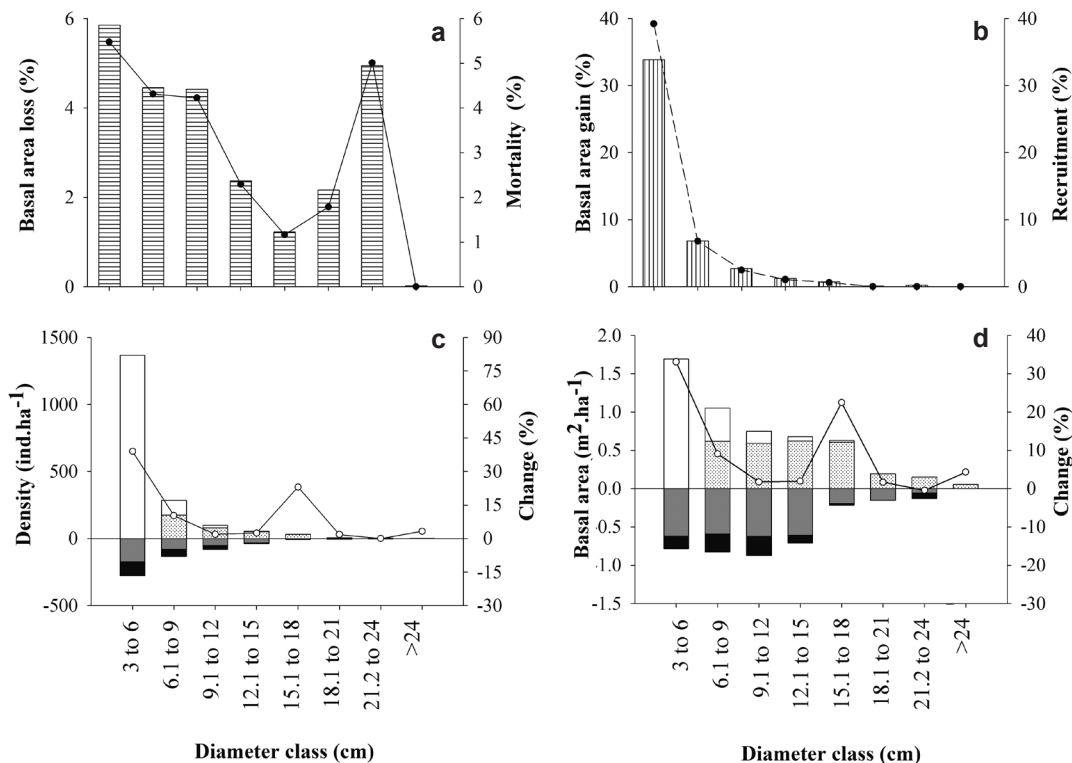 a
Basal area loss (%)
6
4
2
0
6
5
4
3
2
1
0
Mortality (%)
b
Basal area gain (%)
40
30
20
10
0
40
30
20
10
0
Recruitment (%)
c
Density (ind.ha⁻¹)
1500
1000
500
0
-500
90
75
60
45
30
15
0
-15
-30
Change (%)
3 to 6
6.1 to 9
9.1 to 12
12.1 to 15
15.1 to 18
18.1 to 21
21.2 to 24
>24
Diameter class (cm)
d
Basal area (m².ha⁻¹)
2.0
1.5
1.0
0.5
0.0
-0.5
-1.0
-1.5
40
30
20
10
0
-10
-20
-30
Change (%)
3 to 6
6.1 to 9
9.1 to 12
12.1 to 15
15.1 to 18
18.1 to 21
21.2 to 24
>24
Diameter class (cm)